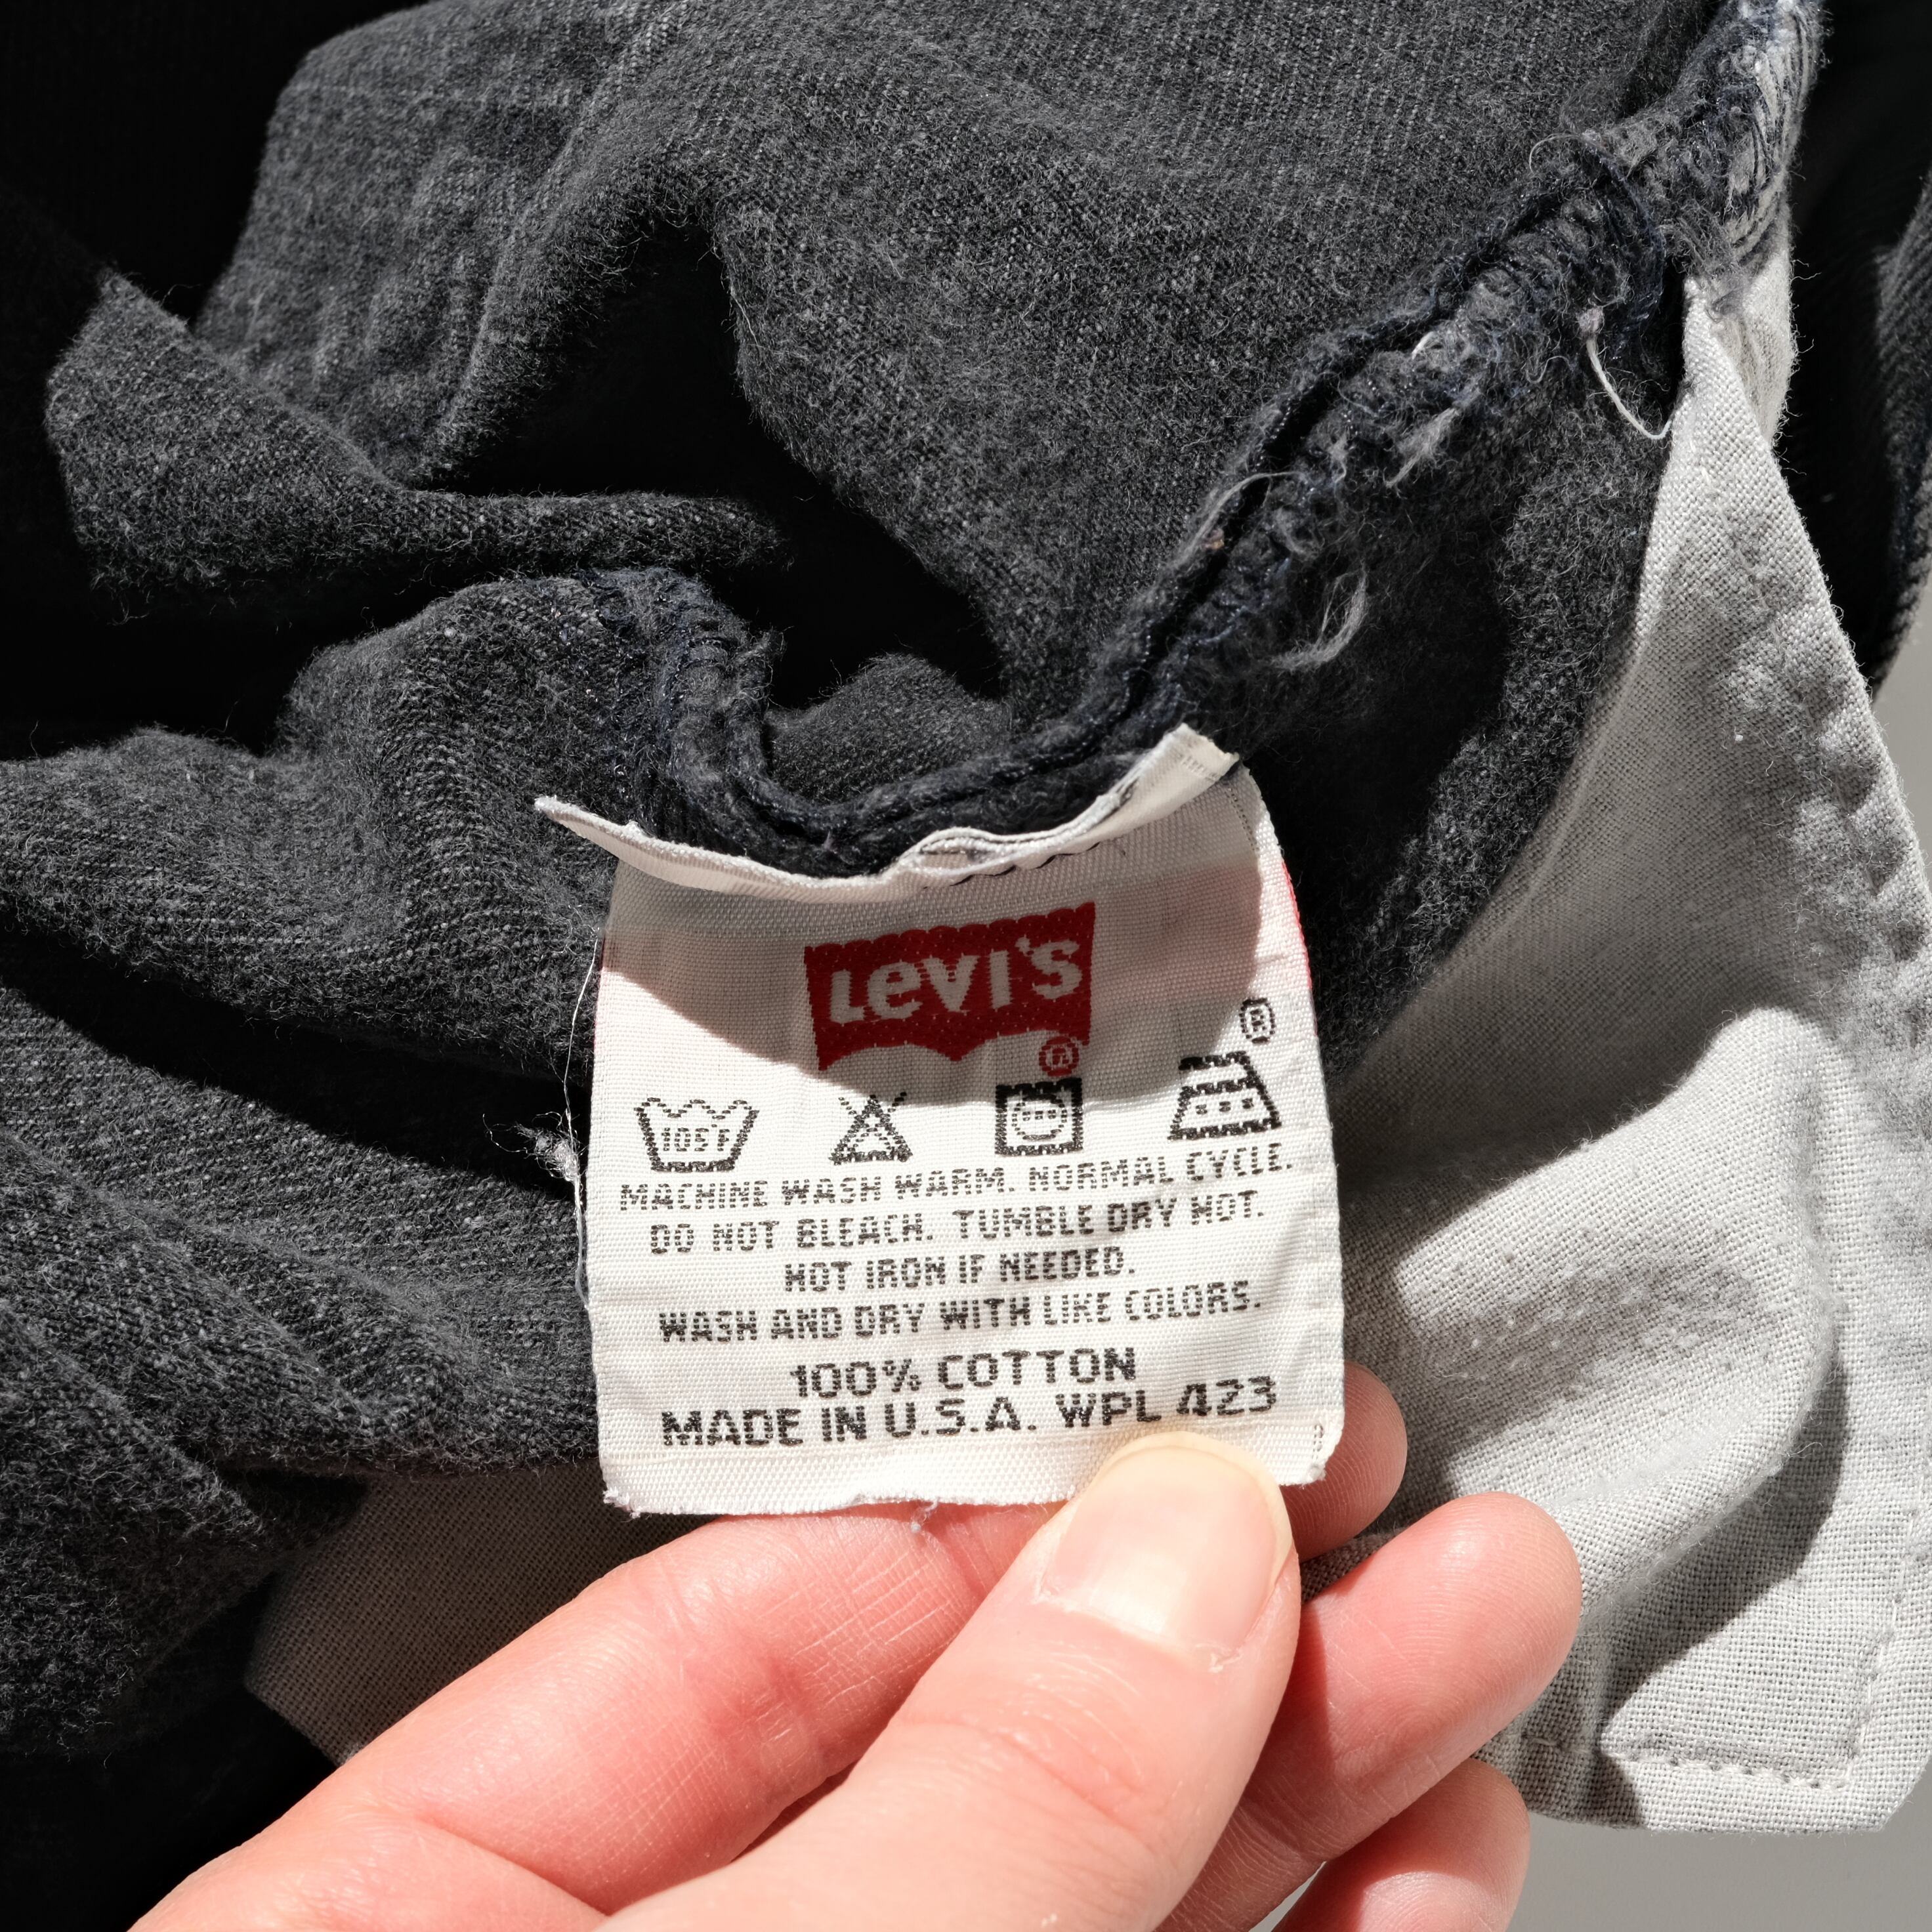 LEVI'S
®
®
105°F
MACHINE WASH WARM. NORMAL CYCLE.
DO NOT BLEACH. TUMBLE DRY HOT.
HOT IRON IF NEEDED.
WASH AND DRY WITH LIKE COLORS.
100% COTTON
MADE IN U.S.A. WPL 423